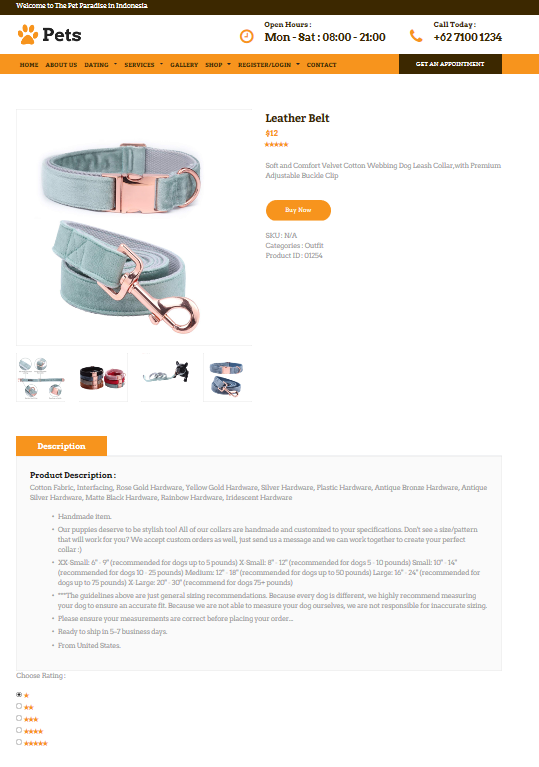 Welcome to The Pet Paradise in Indonesia
Pets
Open Hours :
Mon - Sat : 08:00 - 21:00
Call Today :
+62 7100 1234
HOME ABOUT US DATING SERVICES GALLERY SHOP REGISTER/LOGIN CONTACT
GET AN APPOINTMENT
Leather Belt
$12
Soft and Comfort Velvet Cotton Webbing Dog Leash Collar,with Premium
Adjustable Buckle Clip
Buy Now
SKU : N/A
Categories : Outfit
Product ID : 01254
Description
Product Description :
Cotton Fabric, Interfacing, Rose Gold Hardware, Yellow Gold Hardware, Silver Hardware, Plastic Hardware, Antique Bronze Hardware, Antique
Silver Hardware, Matte Black Hardware, Rainbow Hardware, Iridescent Hardware
Handmade item.
Our puppies deserve to be stylish too! All of our collars are handmade and customized to your specifications. Don't see a size/pattern
that will work for you? We accept custom orders as well, just send us a message and we can work together to create your perfect
collar :)
XX-Small: 6" - 9" (recommended for dogs up to 5 pounds) X-Small: 8" - 12" (recommended for dogs 5 - 10 pounds) Small: 10" - 14"
(recommended for dogs 10 - 25 pounds) Medium: 12" - 18" (recommended for dogs up to 50 pounds) Large: 16" - 24" (recommended for
dogs up to 75 pounds) X-Large: 20" - 30" (recommend for dogs 75+ pounds)
***The guidelines above are just general sizing recommendations. Because every dog is different, we highly recommend measuring
your dog to ensure an accurate fit. Because we are not able to measure your dog ourselves, we are not responsible for inaccurate sizing.
Please ensure your measurements are correct before placing your order...
Ready to ship in 5-7 business days.
From United States.
Choose Rating :